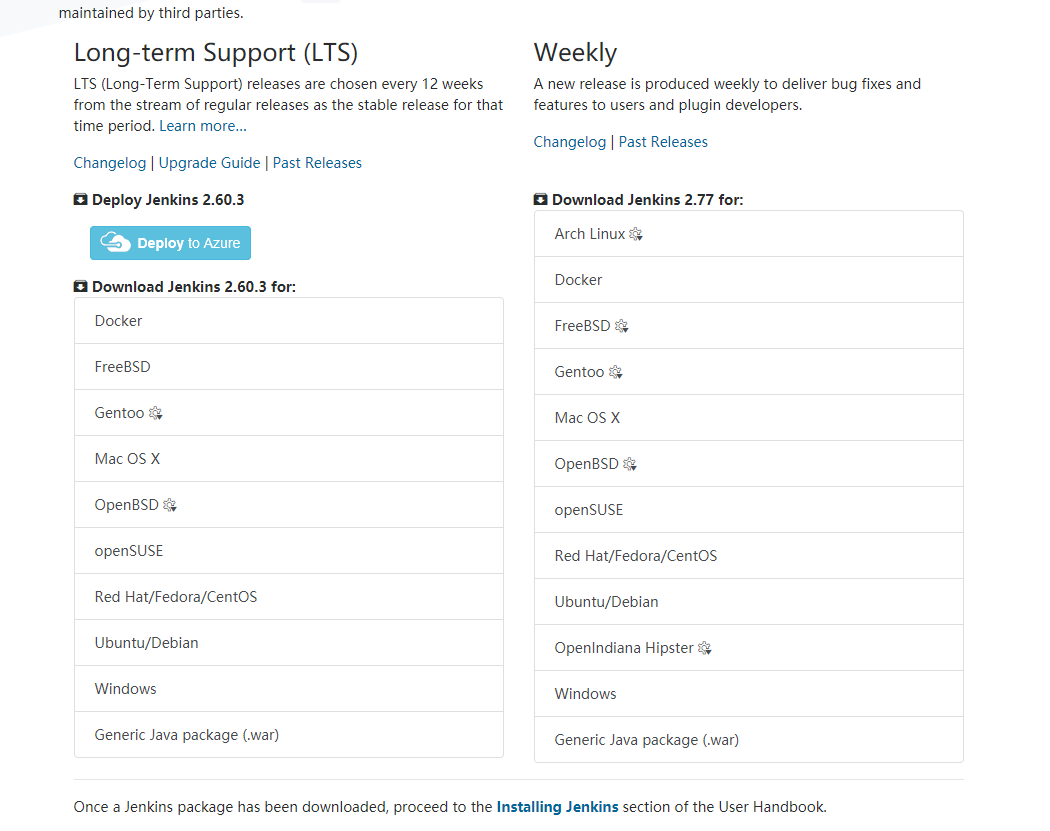 maintained by third parties.
Long-term Support (LTS)
LTS (Long-Term Support) releases are chosen every 12 weeks
from the stream of regular releases as the stable release for that
time period. Learn more...
Changelog | Upgrade Guide | Past Releases
Deploy Jenkins 2.60.3
Deploy to Azure
Download Jenkins 2.60.3 for:
Docker
FreeBSD
Gentoo
Mac OS X
OpenBSD
openSUSE
Red Hat/Fedora/CentOS
Ubuntu/Debian
Windows
Generic Java package (.war)
Weekly
A new release is produced weekly to deliver bug fixes and
features to users and plugin developers.
Changelog | Past Releases
Download Jenkins 2.77 for:
Arch Linux
Docker
FreeBSD
Gentoo
Mac OS X
OpenBSD
openSUSE
Red Hat/Fedora/CentOS
Ubuntu/Debian
OpenIndiana Hipster
Windows
Generic Java package (.war)
Once a Jenkins package has been downloaded, proceed to the Installing Jenkins section of the User Handbook.